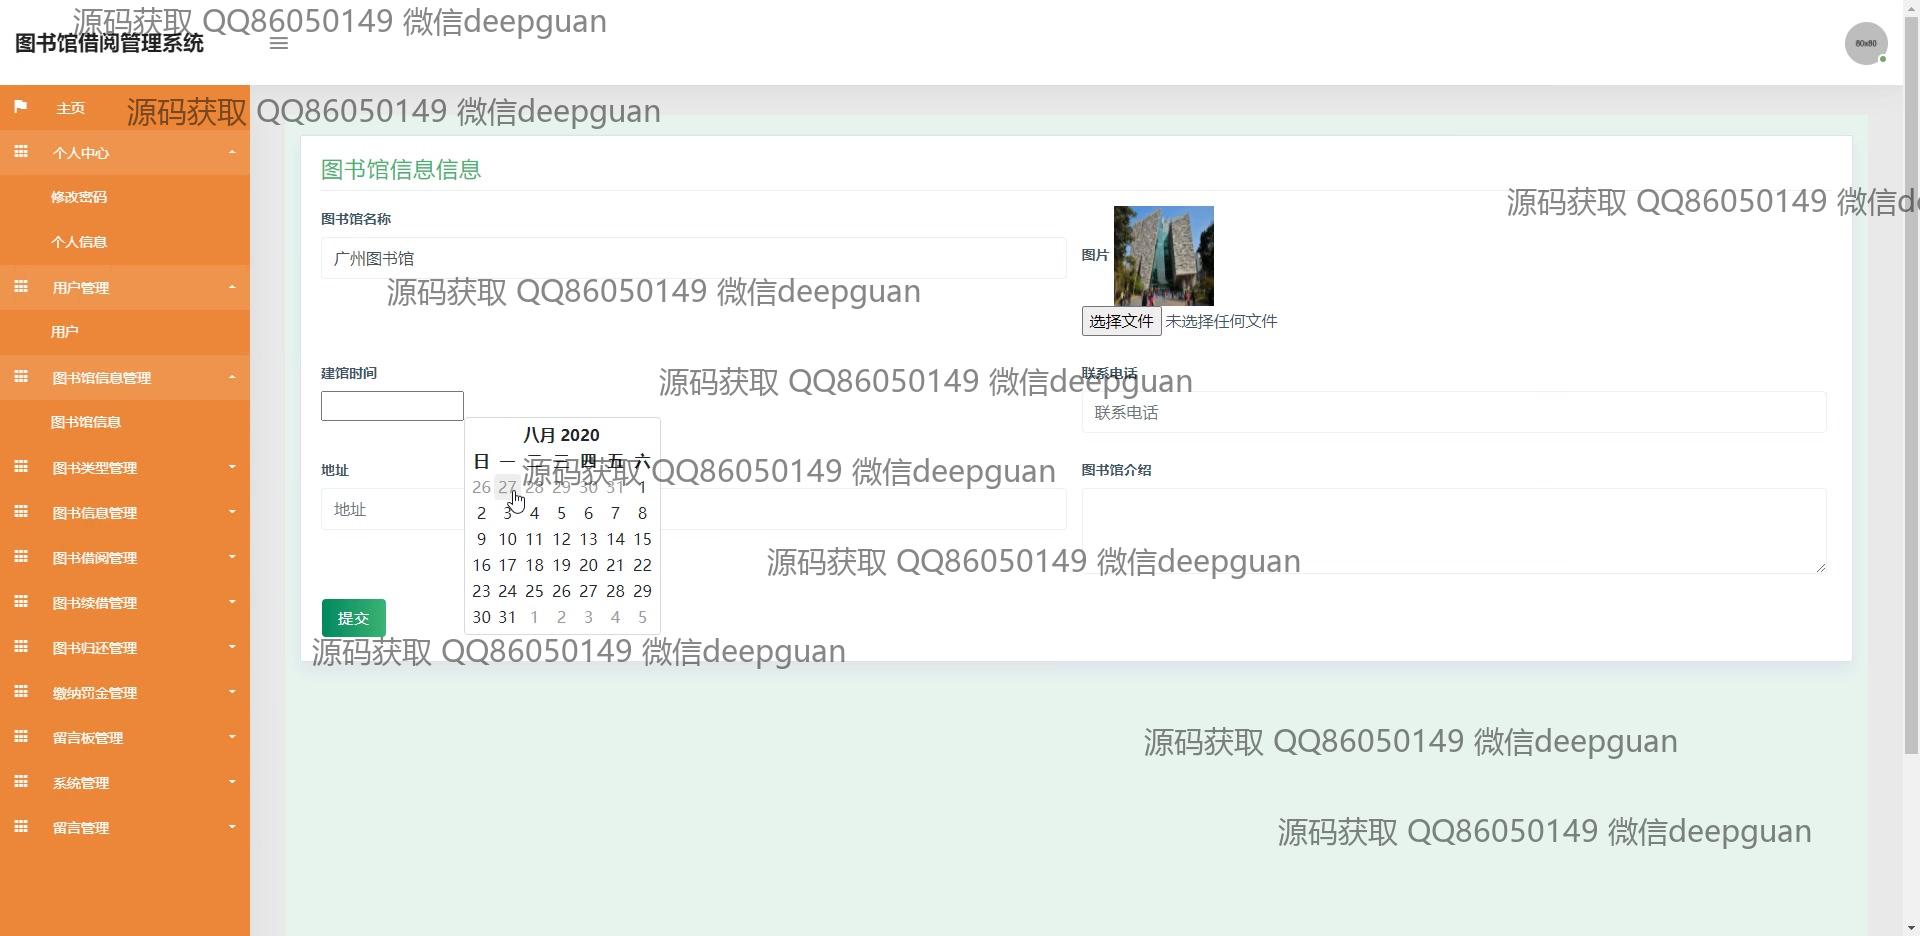 源码获取 QQ86050149 微信deepguan
图书馆借阅管理系统
80x80
主页
源码获取 QQ86050149 微信deepguan
个人中心
修改密码
个人信息
用户管理
用户
图书馆信息管理
图书馆信息
图书类型管理
图书信息管理
图书借阅管理
图书续借管理
图书归还管理
缴纳罚金管理
留言板管理
系统管理
留言管理
图书馆信息信息
源码获取 QQ86050149 微信d
图书馆名称
广州图书馆
图片
源码获取 QQ86050149 微信deepguan
选择文件 未选择任何文件
建馆时间
联系电话
源码获取 QQ86050149 微信deepguan
联系电话
八月 2020
日 一 二 三 四 五 六
26 27 28 29 30 31 1
2 3 4 5 6 7 8
9 10 11 12 13 14 15
16 17 18 19 20 21 22
23 24 25 26 27 28 29
30 31 1 2 3 4 5
地址
源码获取 QQ86050149 微信deepguan
图书馆介绍
地址
源码获取 QQ86050149 微信deepguan
提交
源码获取 QQ86050149 微信deepguan
源码获取 QQ86050149 微信deepguan
源码获取 QQ86050149 微信deepguan